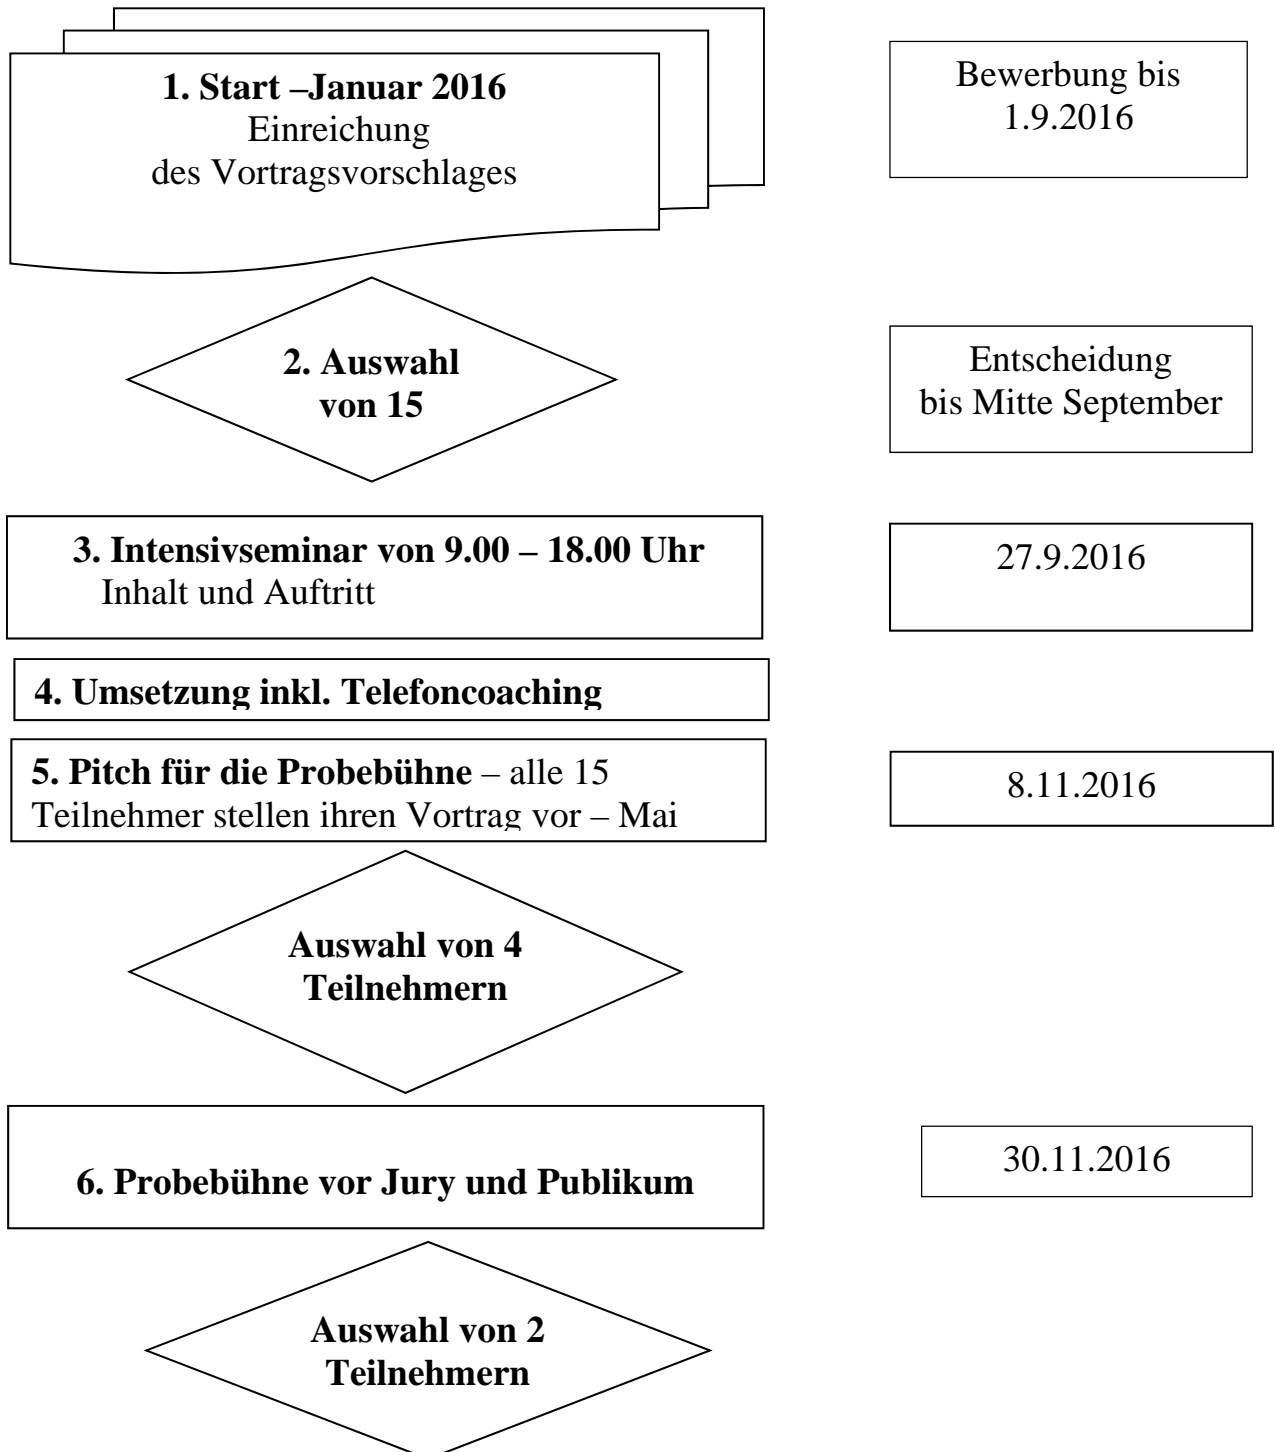 1. Start –Januar 2016
Einreichung
des Vortragsvorschlages
Bewerbung bis
1.9.2016
2. Auswahl
von 15
Entscheidung
bis Mitte September
3. Intensivseminar von 9.00 – 18.00 Uhr
Inhalt und Auftritt
27.9.2016
4. Umsetzung inkl. Telefoncoaching
5. Pitch für die Probebühne – alle 15
Teilnehmer stellen ihren Vortrag vor – Mai
8.11.2016
Auswahl von 4
Teilnehmern
6. Probebühne vor Jury und Publikum
30.11.2016
Auswahl von 2
Teilnehmern